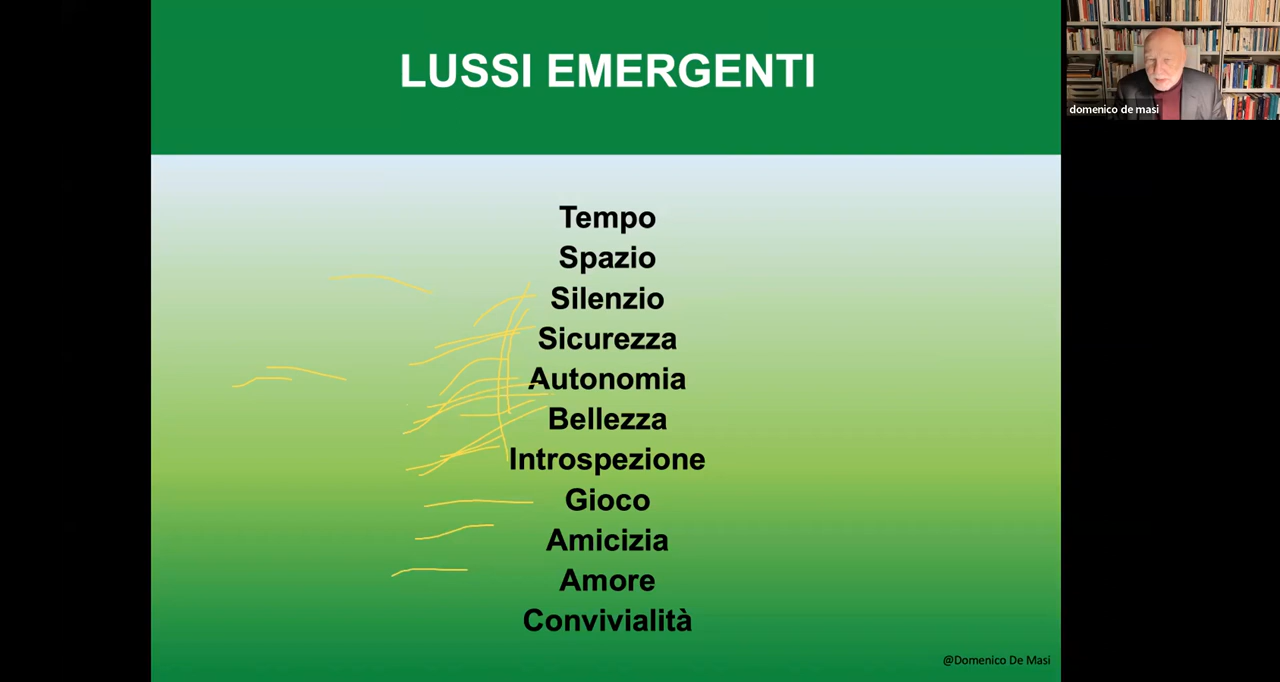 LUSSI EMERGENTI
domenico de masi
Tempo
Spazio
Silenzio
Sicurezza
Autonomia
Bellezza
Introspezione
Gioco
Amicizia
Amore
Convivialità
@Domenico De Masi